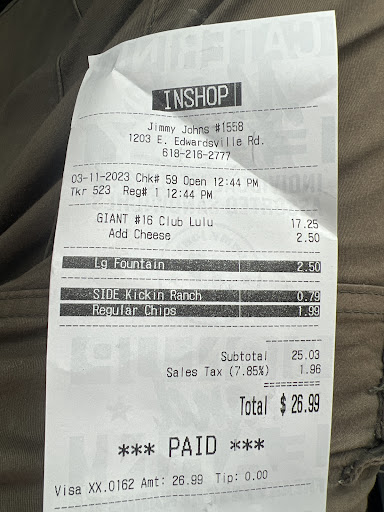 INSHOP
Jimmy Johns #1558
1203 E. Edwardsville Rd.
618-216-2777
03-11-2023 Chk# 59 Open 12:44 PM
Tkr 523 Reg# 1 12:44 PM
GIANT #16 Club Lulu 17.25
Add Cheese 2.50
Lg Fountain 2.50
SIDE Kickin Ranch 0.79
Regular Chips 1.99
Subtotal 25.03
Sales Tax (7.85%) 1.96
Total $ 26.99
*** PAID ***
Visa XX.0162 Amt: 26.99 Tip: 0.00